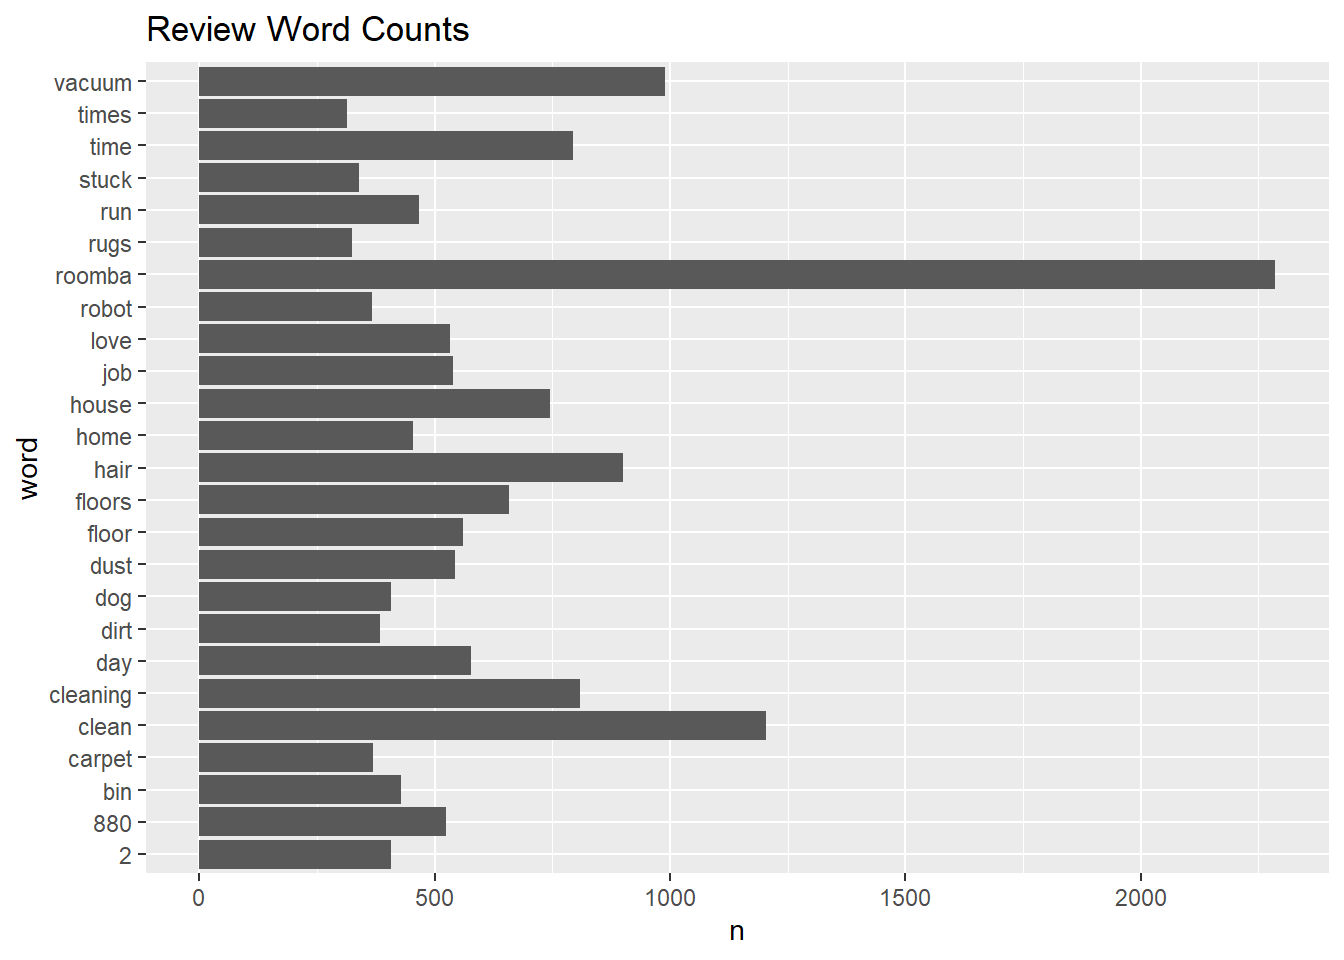 Review Word Counts
vacuum
times
time
stuck
run
rugs
roomba
robot
love
job
house
home
hair
floors
floor
dust
dog
dirt
day
cleaning
clean
carpet
bin
880
2
word
0 500 1000 1500 2000
n